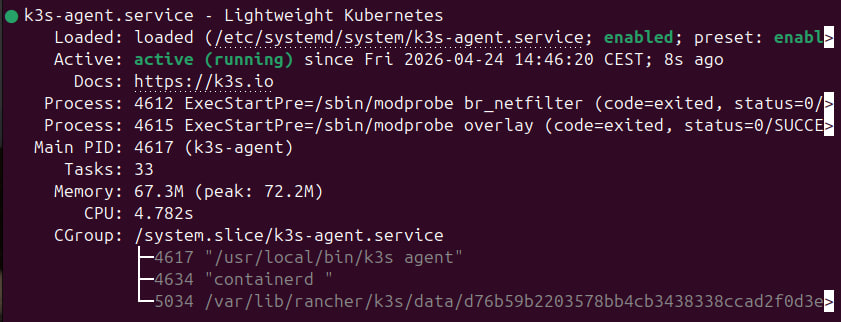 ● k3s-agent.service - Lightweight Kubernetes
Loaded: loaded (/etc/systemd/system/k3s-agent.service; enabled; preset: enabl>
Active: active (running) since Fri 2026-04-24 14:46:20 CEST; 8s ago
Docs: https://k3s.io
Process: 4612 ExecStartPre=/sbin/modprobe br_netfilter (code=exited, status=0/>
Process: 4615 ExecStartPre=/sbin/modprobe overlay (code=exited, status=0/SUCCE>
Main PID: 4617 (k3s-agent)
Tasks: 33
Memory: 67.3M (peak: 72.2M)
CPU: 4.782s
CGroup: /system.slice/k3s-agent.service
├─4617 "/usr/local/bin/k3s agent"
├─4634 "containerd "
└─5034 /var/lib/rancher/k3s/data/d76b59b2203578bb4cb3438338ccad2f0d3e>